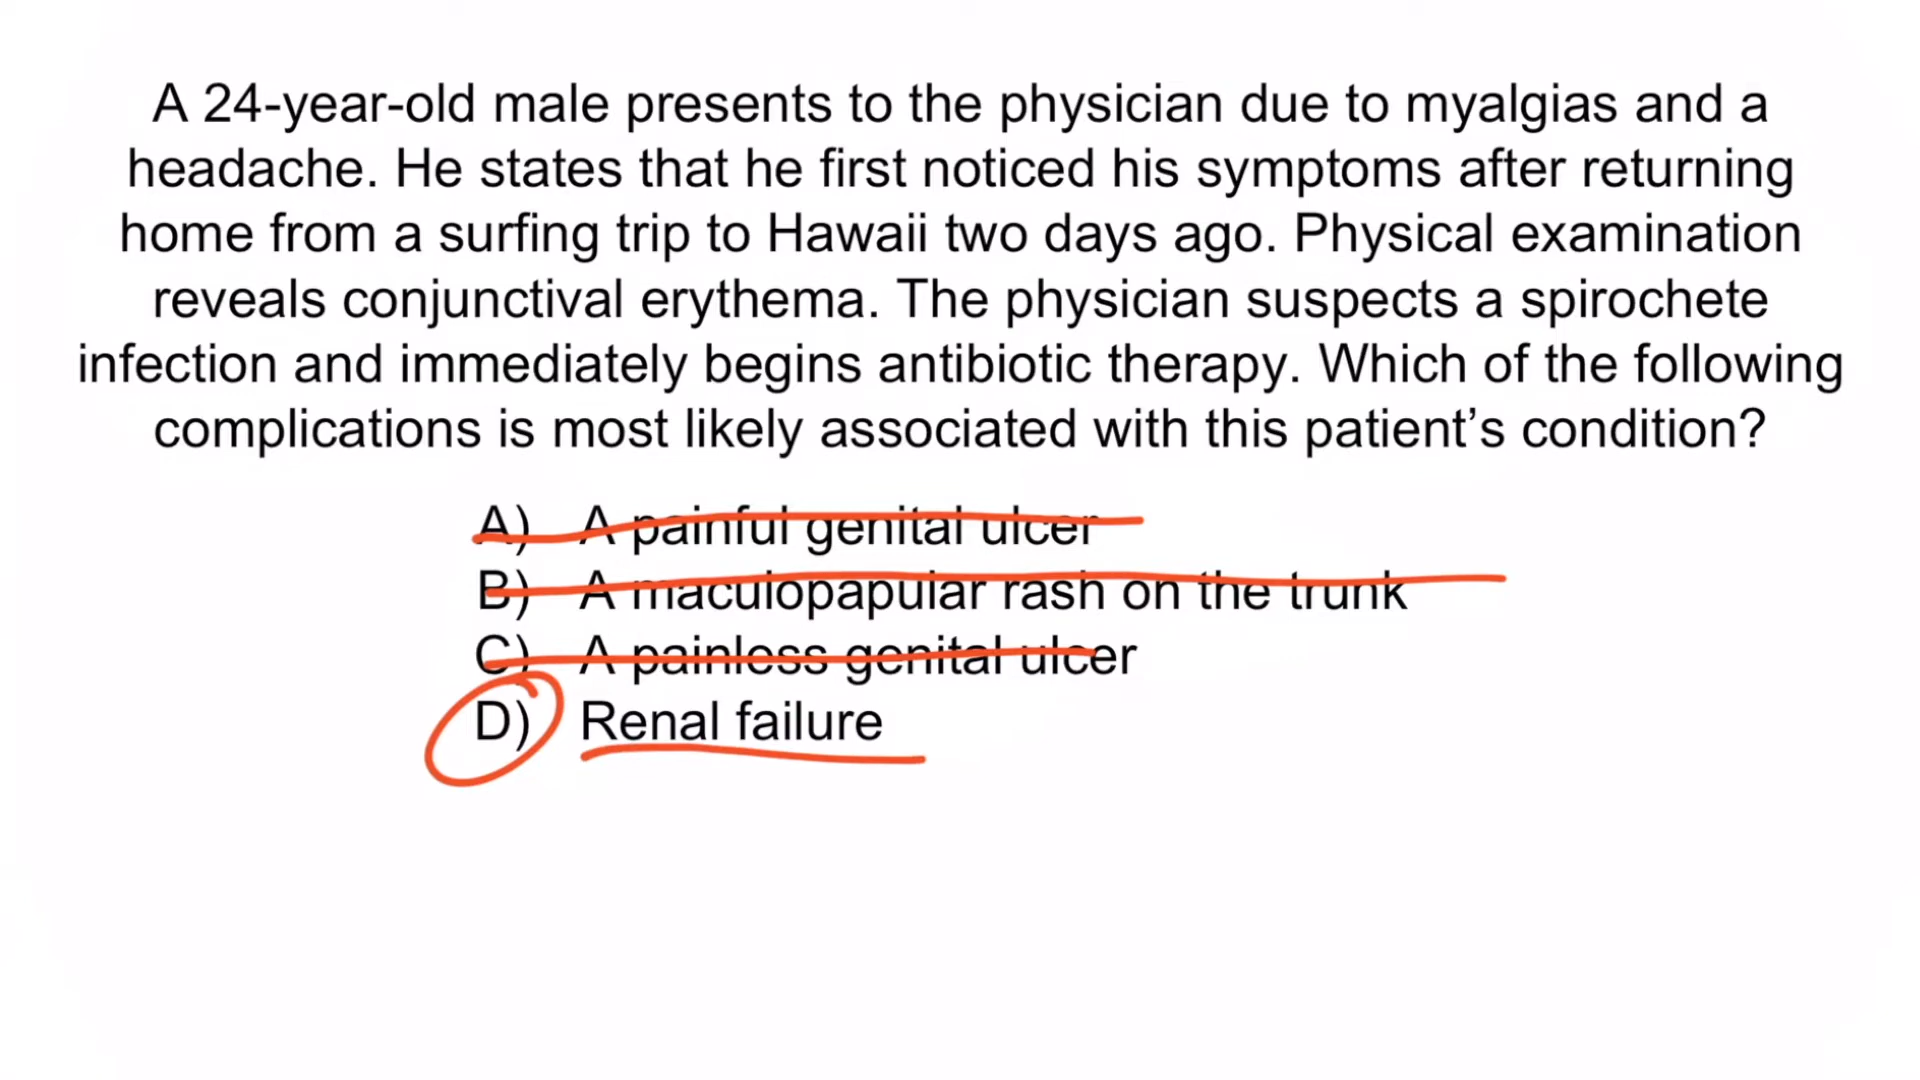 A 24-year-old male presents to the physician due to myalgias and a
headache. He states that he first noticed his symptoms after returning
home from a surfing trip to Hawaii two days ago. Physical examination
reveals conjunctival erythema. The physician suspects a spirochete
infection and immediately begins antibiotic therapy. Which of the following
complications is most likely associated with this patient’s condition?
A) A painful genital ulcer
B) A maculopapular rash on the trunk
C) A painless genital ulcer
D) Renal failure